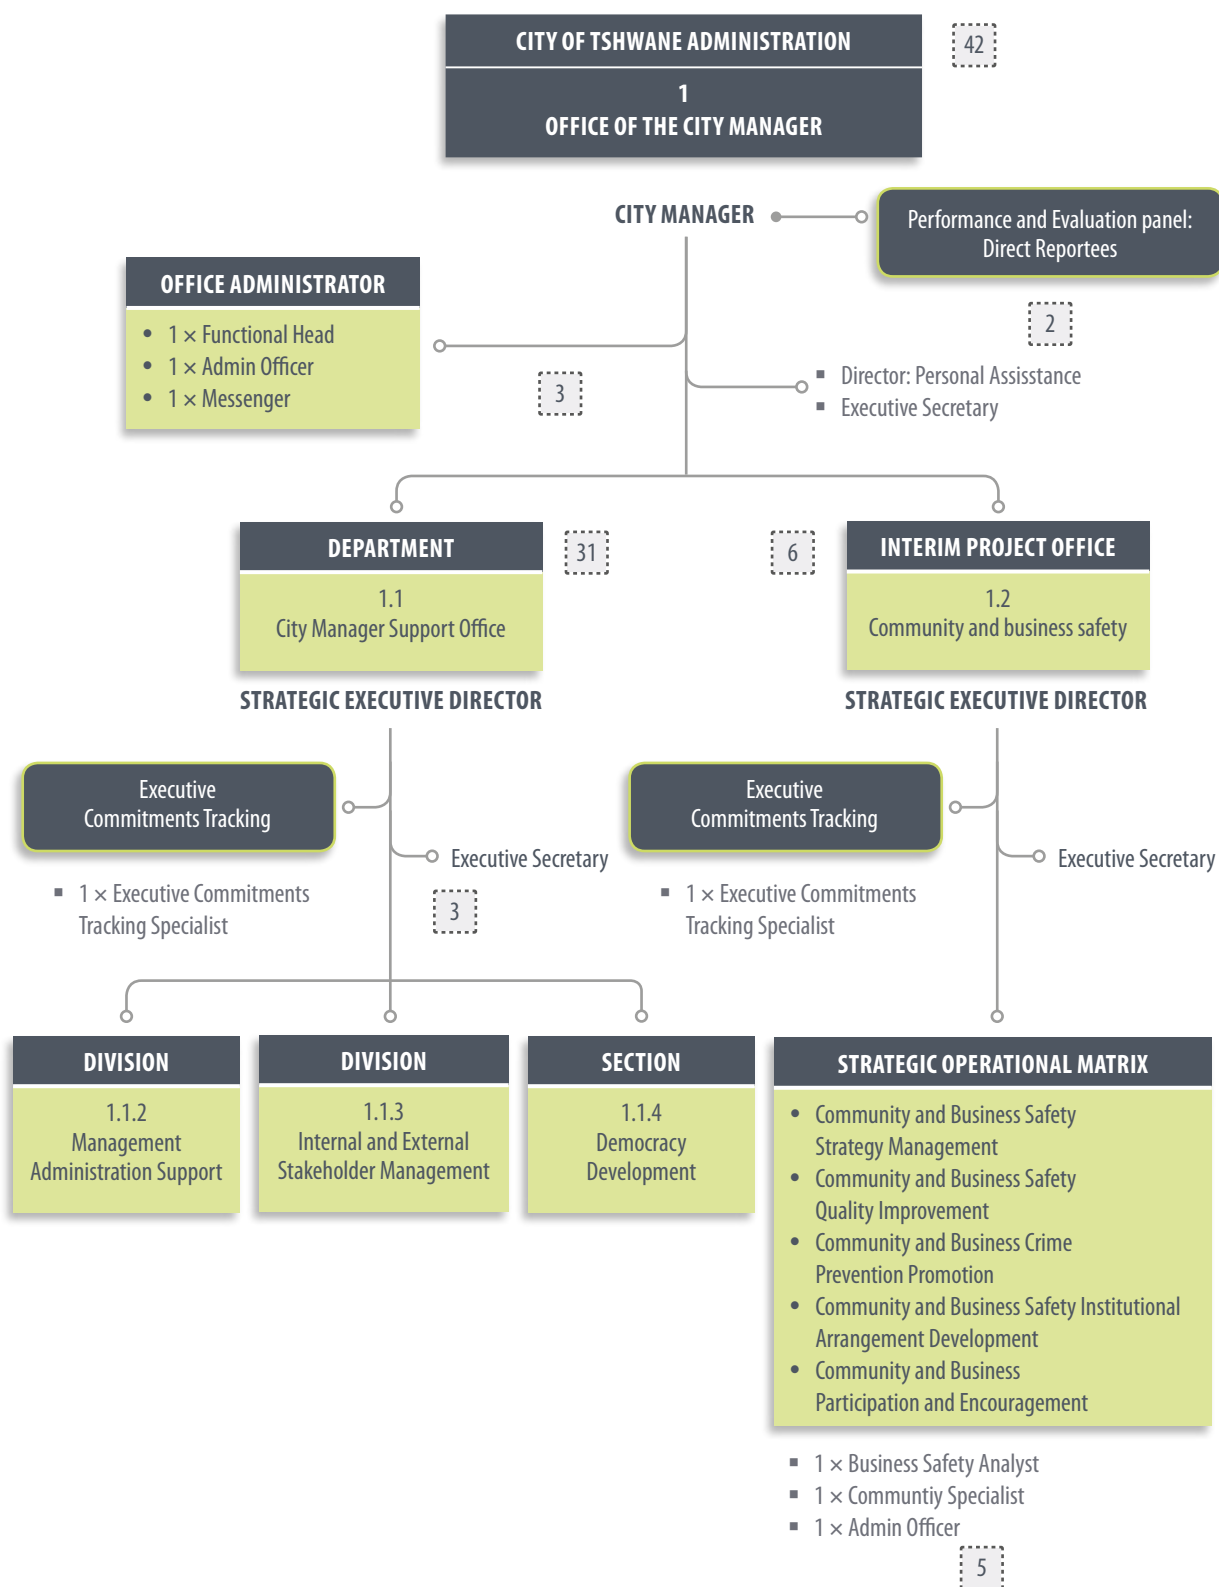 CITY OF TSHWANE ADMINISTRATION
42
1
OFFICE OF THE CITY MANAGER
CITY MANAGER
Performance and Evaluation panel:
Direct Reportees
OFFICE ADMINISTRATOR
• 1 × Functional Head
• 1 × Admin Officer
• 1 × Messenger
3
2
▪ Director: Personal Assisstance
▪ Executive Secretary
DEPARTMENT
1.1
City Manager Support Office
31
6
INTERIM PROJECT OFFICE
1.2
Community and business safety
STRATEGIC EXECUTIVE DIRECTOR
STRATEGIC EXECUTIVE DIRECTOR
Executive
Commitments Tracking
Executive Secretary
▪ 1 × Executive Commitments
Tracking Specialist
3
Executive
Commitments Tracking
Executive Secretary
▪ 1 × Executive Commitments
Tracking Specialist
DIVISION
1.1.2
Management
Administration Support
DIVISION
1.1.3
Internal and External
Stakeholder Management
SECTION
1.1.4
Democracy
Development
STRATEGIC OPERATIONAL MATRIX
• Community and Business Safety
Strategy Management
• Community and Business Safety
Quality Improvement
• Community and Business Crime
Prevention Promotion
• Community and Business Safety Institutional
Arrangement Development
• Community and Business
Participation and Encouragement
▪ 1 × Business Safety Analyst
▪ 1 × Communtiy Specialist
▪ 1 × Admin Officer
5